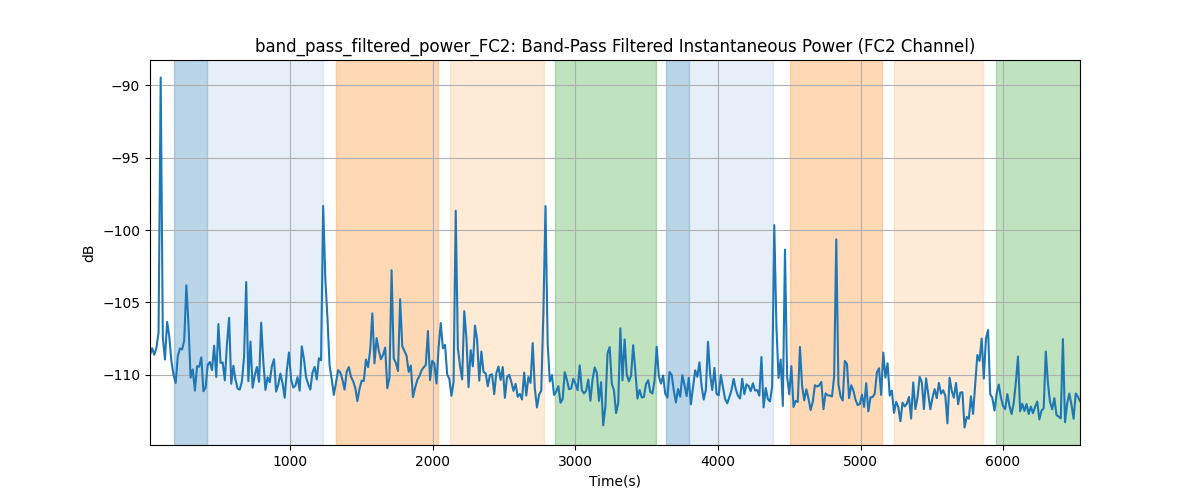 band_pass_filtered_power_FC2: Band-Pass Filtered Instantaneous Power (FC2 Channel)
−90
−95
−100
−105
−110
dB
1000 2000 3000 4000 5000 6000
Time(s)